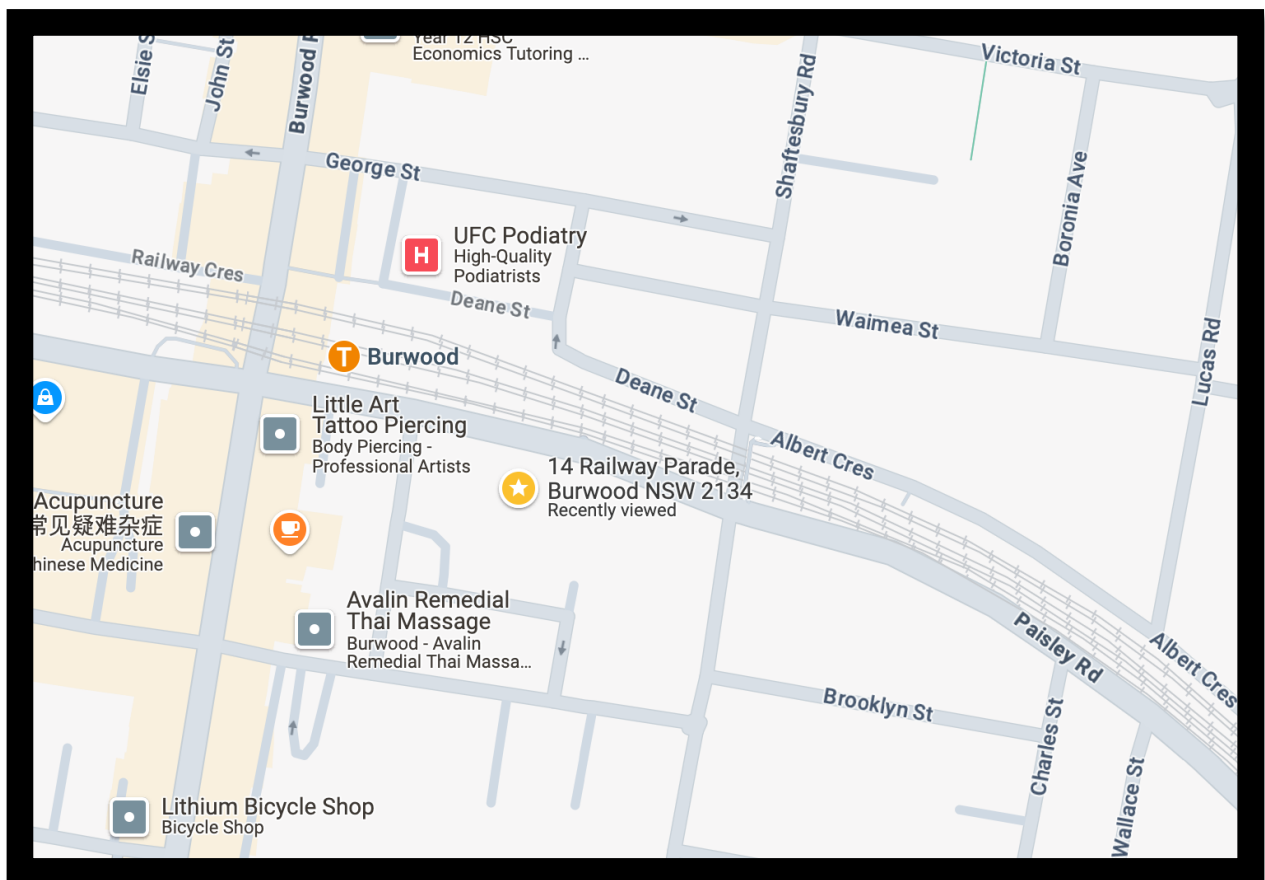 Year 12 HSC
Economics Tutoring ...
Elsie S
John St
Burwood R
Shaftesbury Rd
Victoria St
George St
Boronia Ave
UFC Podiatry
High-Quality
Podiatrists
Railway Cres
Deane St
Waimea St
Lucas Rd
T
H
Burwood
Deane St
Little Art
Tattoo Piercing
Body Piercing -
Professional Artists
Albert Cres
14 Railway Parade,
Burwood NSW 2134
Recently viewed
Acupuncture
常见疑难杂症
Acupuncture
hinese Medicine
Avalin Remedial
Thai Massage
Burwood - Avalin
Remedial Thai Massa...
Paisley Rd
Albert Cres
Brooklyn St
Charles St
Wallace St
Lithium Bicycle Shop
Bicycle Shop